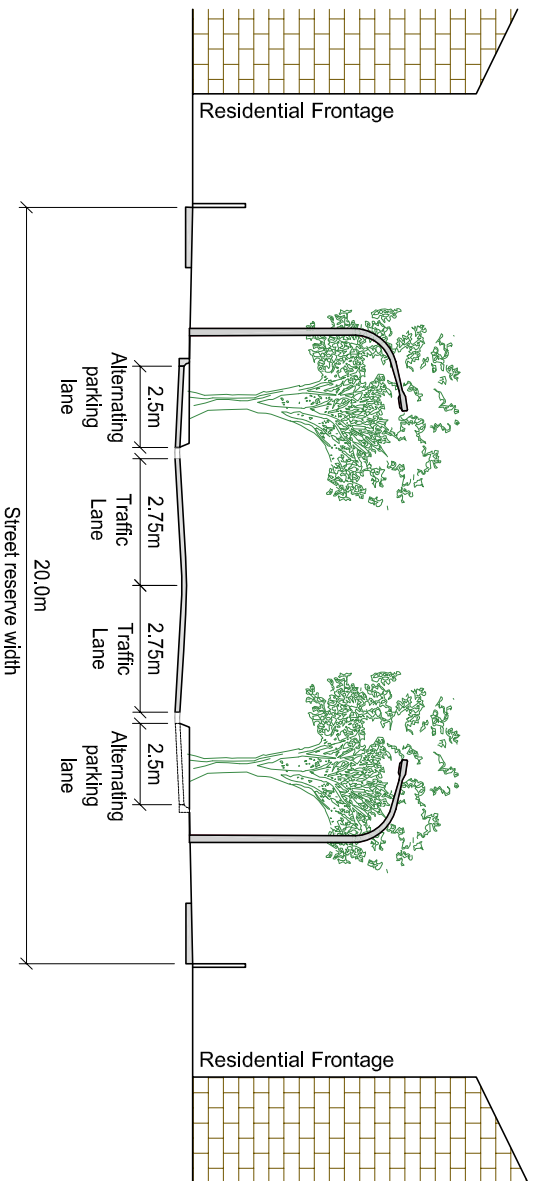 Residential Frontage
Residential Frontage
2.5m
Alternating
parking
lane
2.75m
Traffic
Lane
2.75m
Traffic
Lane
2.5m
Alternating
parking
lane
20.0m
Street reserve width